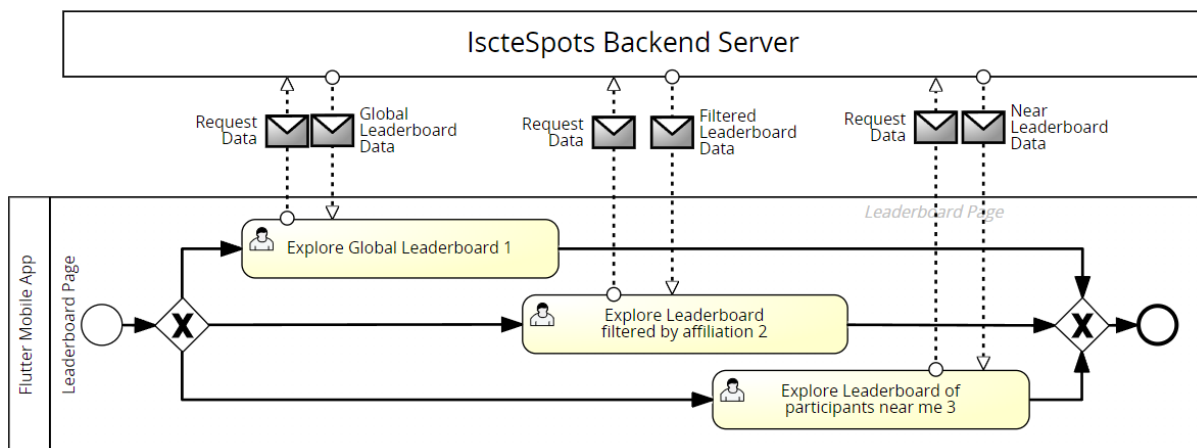 IscteSpots Backend Server
Request
Data
Global
Leaderboard
Data
Request
Data
Filtered
Leaderboard
Data
Request
Data
Near
Leaderboard
Data
Flutter Mobile App
Leaderboard Page
Leaderboard Page
Explore Global Leaderboard 1
Explore Leaderboard
filtered by affiliation 2
Explore Leaderboard of
participants near me 3